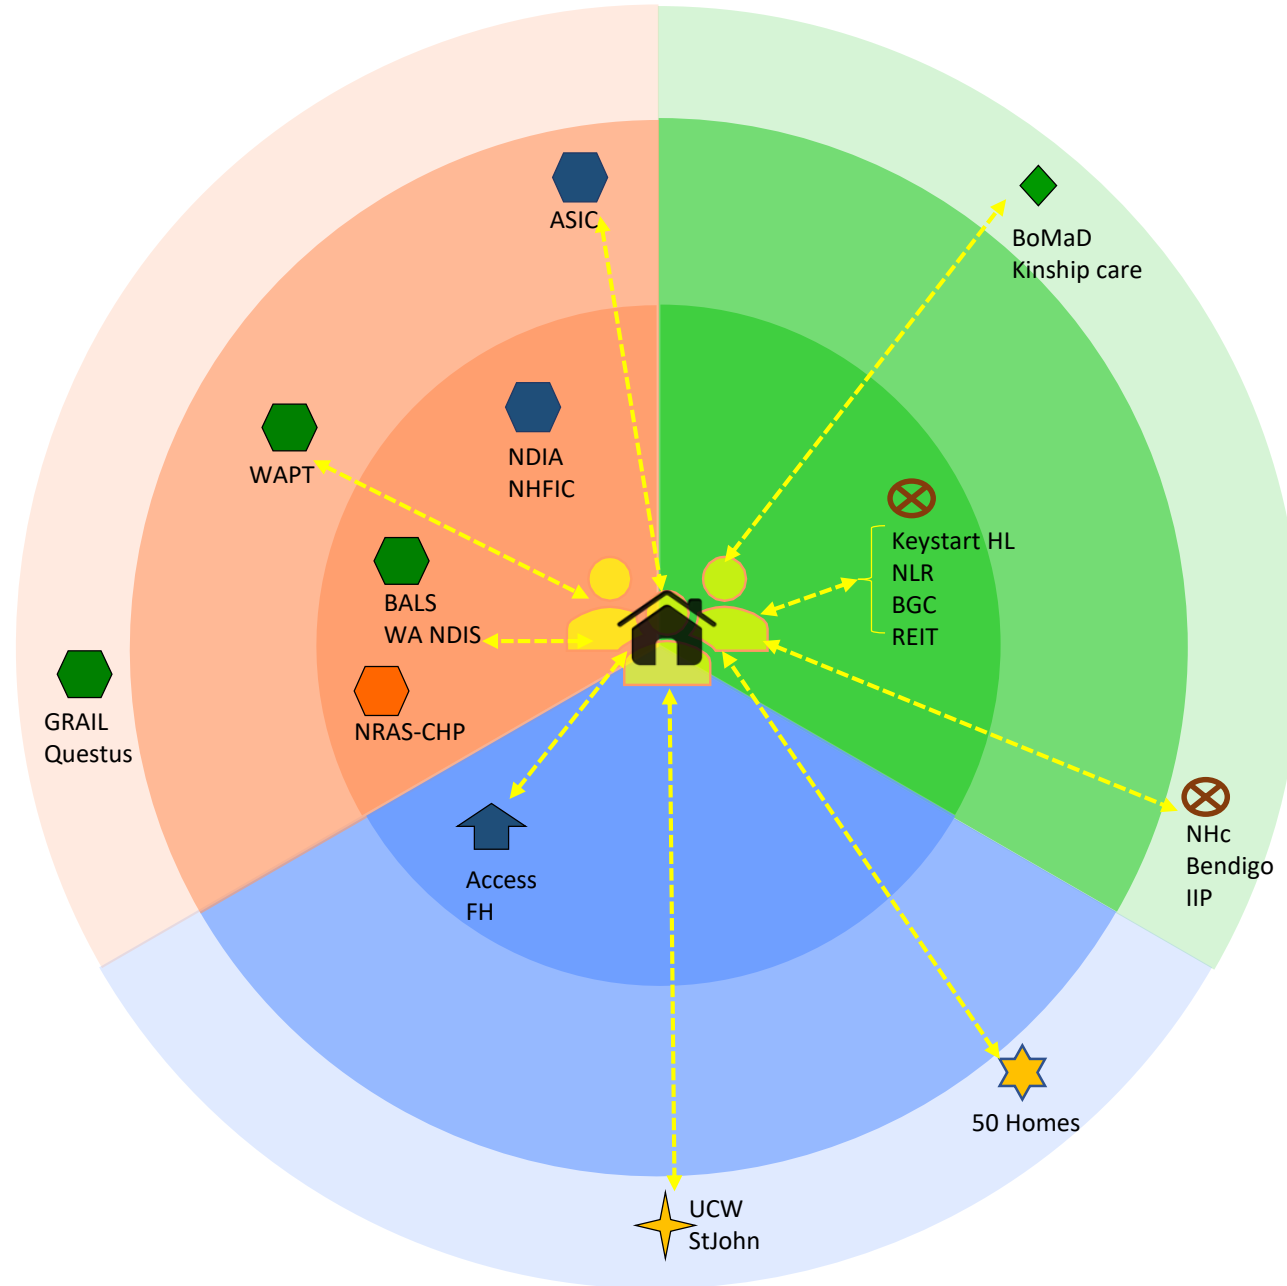 ASIC
BoMaD
Kinship care
NDIA
NHFIC
WAPT
Keystart HL
NLR
BGC
REIT
BALS
WA NDIS
NRAS-CHP
GRAIL
Questus
Access
FH
NHc
Bendigo
IIP
50 Homes
UCW
StJohn